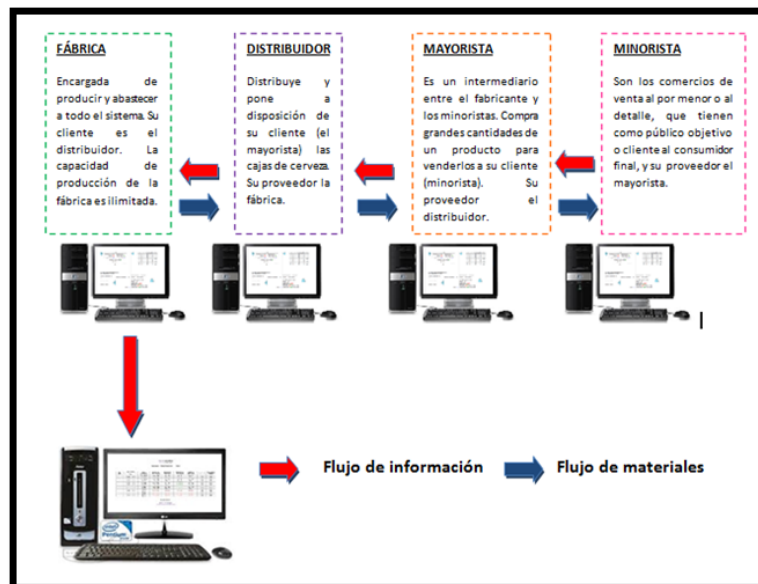 FÁBRICA
Encargada de
producir y abastecer
a todo el sistema. Su
cliente es el
distribuidor. La
capacidad de
producción de la
fábrica es ilimitada.
DISTRIBUIDOR
Distribuye y
pone a
disposición de
su cliente (el
mayorista) las
cajas de cerveza.
Su proveedor la
fábrica.
MAYORISTA
Es un intermediario
entre el fabricante y
los minoristas. Compra
grandes cantidades de
un producto para
venderlos a su cliente
(minorista). Su
proveedor el
distribuidor.
MINORISTA
Son los comercios de
venta al por menor o al
detalle, que tienen
como público objetivo
o cliente al consumidor
final, y su proveedor el
mayorista.
intel
Pentium
Flujo de información
Flujo de materiales